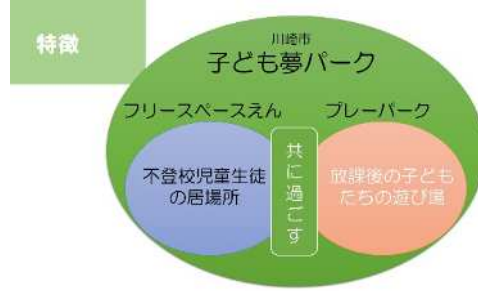 特徴
川崎市
子ども夢パーク
フリースペースえん
プレーパーク
不登校児童生徒
の居場所
共に過ごす
放課後の子ども
たちの遊び場